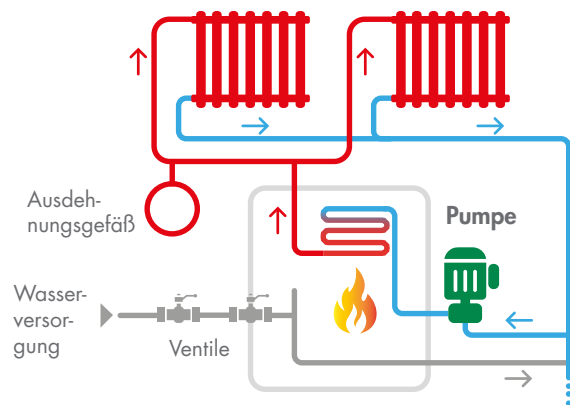 Ausdeh-
nungsgefäß
Pumpe
Wasser-
versor-
gung
Ventile